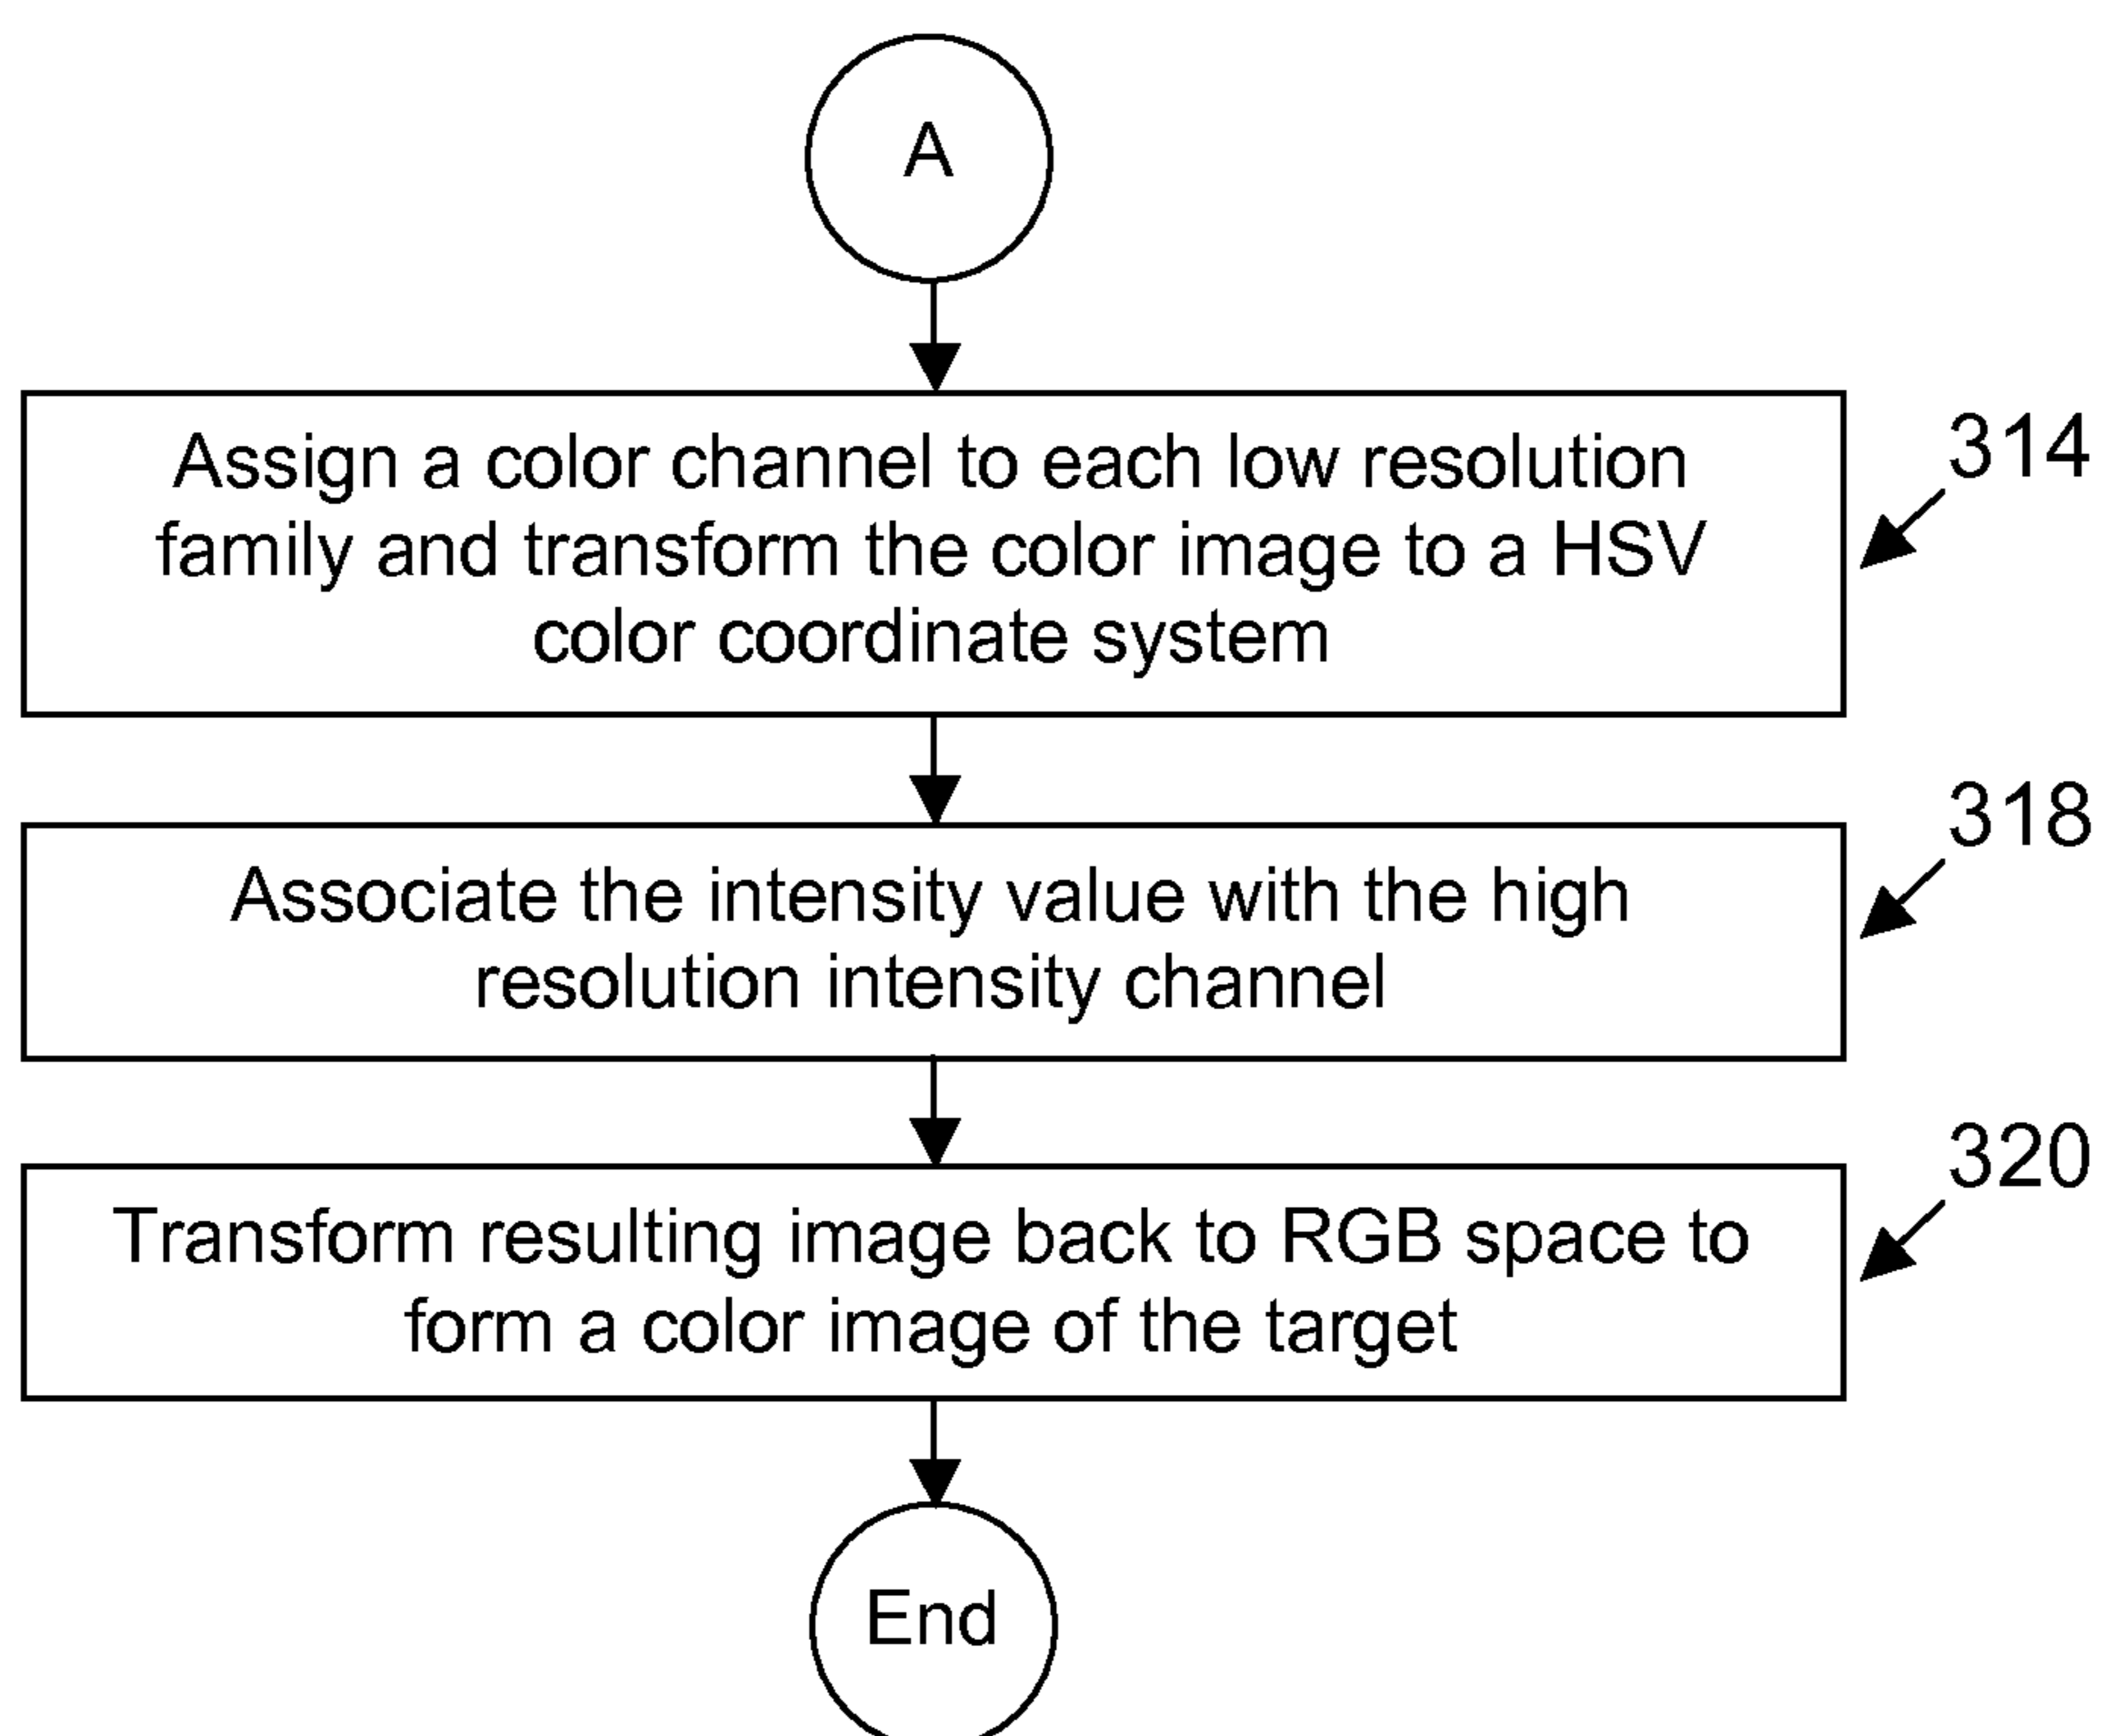 A
Assign a color channel to each low resolution
family and transform the color image to a HSV
color coordinate system
314
Associate the intensity value with the high
resolution intensity channel
318
Transform resulting image back to RGB space to
form a color image of the target
320
End